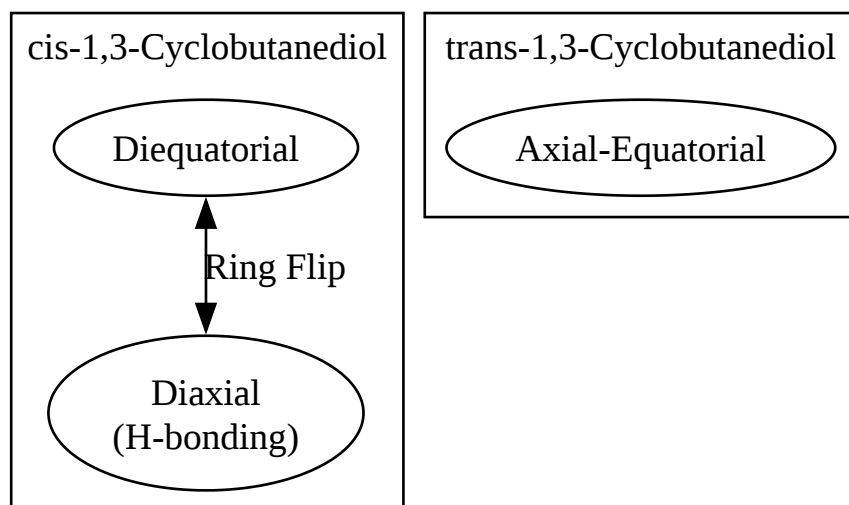 cis-1,3-Cyclobutanediol
Diequatorial
Ring Flip
Diaxial
(H-bonding)
trans-1,3-Cyclobutanediol
Axial-Equatorial